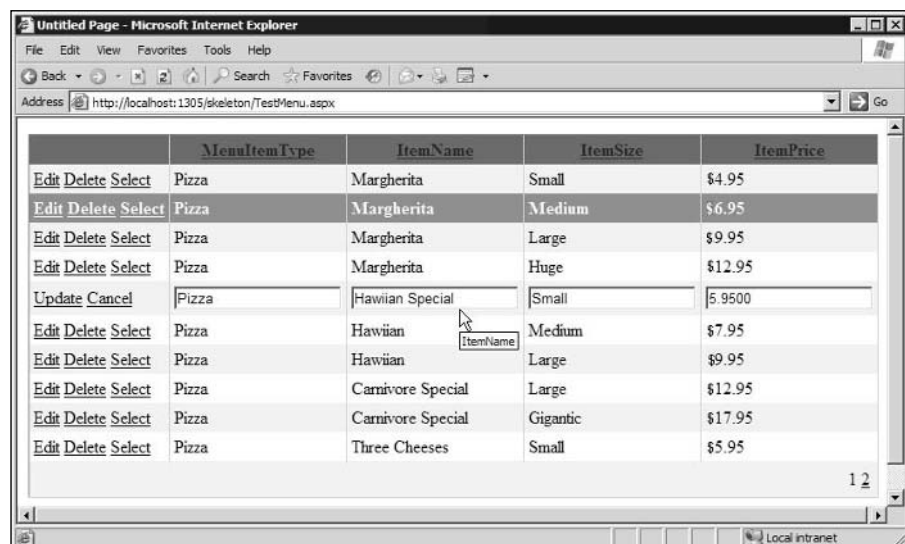 Untitled Page - Microsoft Internet Explorer
File Edit View Favorites Tools Help
Back Search Favorites
Address http://localhost:1305/skeleton/TestMenu.aspx Go
MenuItemType ItemName ItemSize ItemPrice
Edit Delete Select Pizza Margherita Small $4.95
Edit Delete Select Pizza Margherita Medium $6.95
Edit Delete Select Pizza Margherita Large $9.95
Edit Delete Select Pizza Margherita Huge $12.95
Update Cancel Pizza Hawiian Special Small 5.9500
Edit Delete Select Pizza Hawiian Medium $7.95
ItemName
Edit Delete Select Pizza Hawiian Large $9.95
Edit Delete Select Pizza Carnivore Special Large $12.95
Edit Delete Select Pizza Carnivore Special Gigantic $17.95
Edit Delete Select Pizza Three Cheeses Small $5.95
1 2
Local intranet